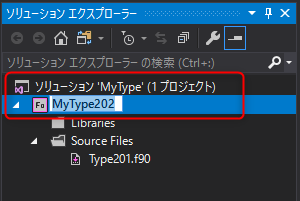 ソリューション エクスプローラー
ソリューション エクスプローラー の検索 (Ctrl+:)
ソリューション 'MyType' (1 プロジェクト)
Fo MyType202
Libraries
Source Files
Type201.f90